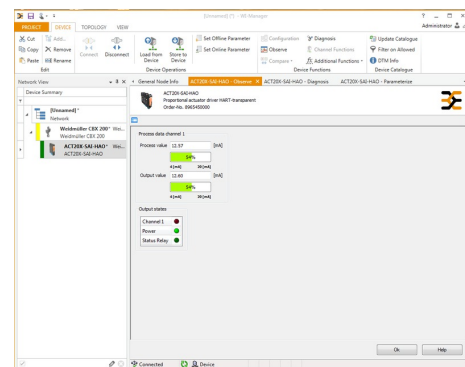 [Unnamed] (*) - WI-Manager
PROJECT DEVICE TOPOLOGY VIEW
Administrator
Cut
Copy
Paste
Add...
Remove
Rename
Edit
Connect
Disconnect
Load from Device
Store to Device
Set Offline Parameter
Set Online Parameter
Device Operations
Configuration
Observe
Compare
Diagnosis
Channel Functions
Additional Functions
Device Functions
Update Catalogue
Filter on Allowed
DTM Info
Device Catalogue
Network View
Device Summary
[Unnamed] *
Network
Weidmüller CBX 200* Wei...
Weidmüller CBX 200
ACT20X-SAI-HAO* Wei...
ACT20X-SAI-HAO
General Node Info
ACT20X-SAI-HAO - Observe
ACT20X-SAI-HAO - Diagnosis
ACT20X-SAI-HAO - Parameterize
ACT20X-SAI-HAO
Proportional actuator driver HART-transparent
Order-No. 8965450000
Process data channel 1
Process value 12.57 [mA]
54%
4 [mA] 20 [mA]
Output value 12.60 [mA]
54%
4 [mA] 20 [mA]
Output states
Channel 1
Power
Status Relay
Ok
Help
Connected
Device